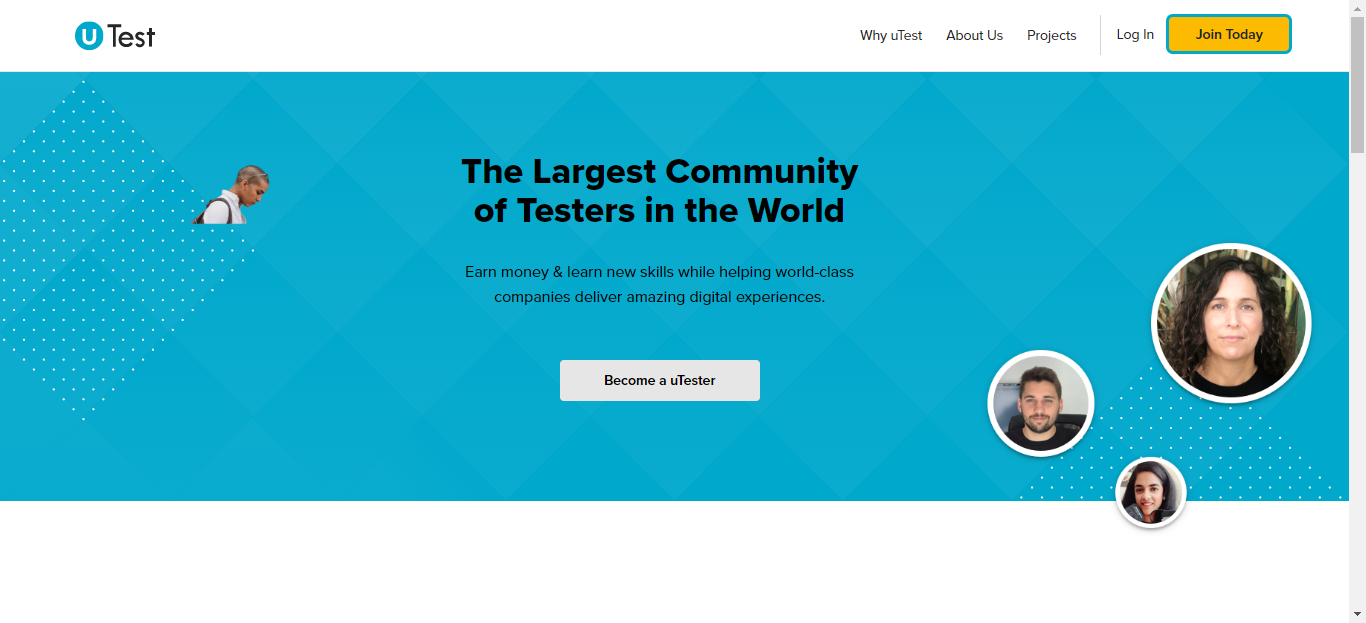 uTest
Why uTest
About Us
Projects
Log In
Join Today
The Largest Community
of Testers in the World
Earn money & learn new skills while helping world-class
companies deliver amazing digital experiences.
Become a uTester